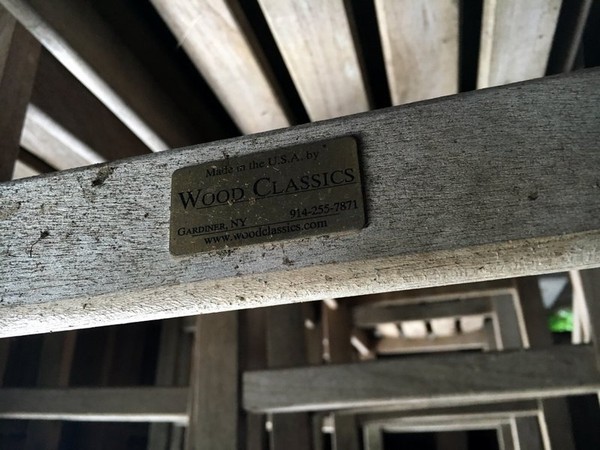 Made in the U.S.A. by
WOOD CLASSICS
GARDINER, NY 914-255-7871
www.woodclassics.com